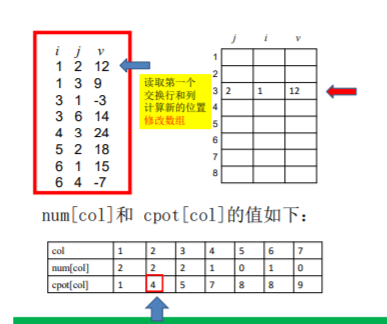 i j v
1 2 12
1 3 9
3 1 -3
3 6 14
4 3 24
5 2 18
6 1 15
6 4 -7
读取第一个
交换行和列
计算新的位置
修改数组
j i v
1
2
3 2 1 12
4
5
6
7
8
num[col]和 cpot[col]的值如下:
col 1 2 3 4 5 6 7
num[col] 2 2 2 1 0 1 0
cpot[col] 1 4 5 7 8 8 9